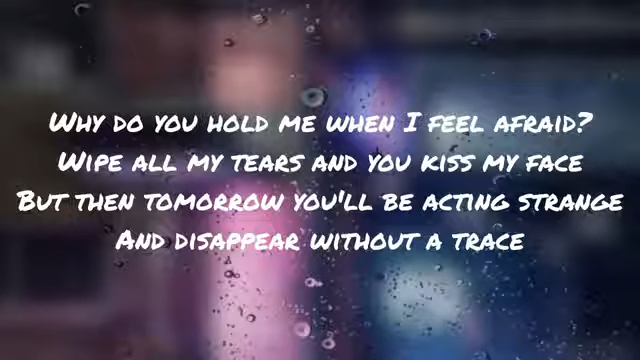 Why do you hold me when I feel afraid?
Wipe all my tears and you kiss my face
But then tomorrow you'll be acting strange
And disappear without a trace